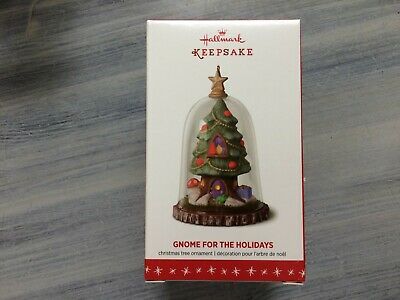 Hallmark
KEEPSAKE
GNOME FOR THE HOLIDAYS
christmas tree ornament | décoration pour l'arbre de noël